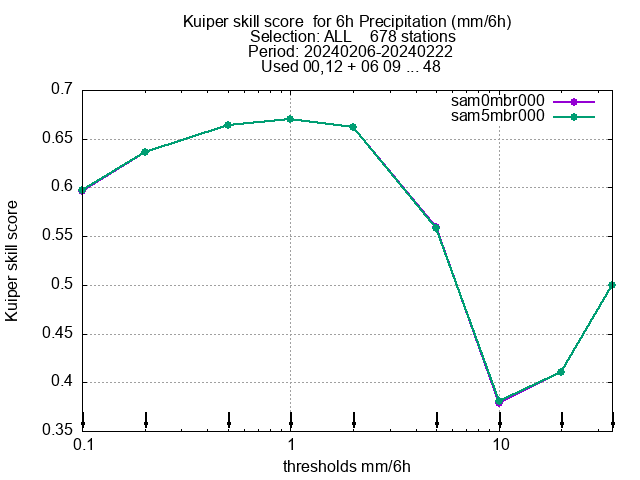 Kuiper skill score  for 6h Precipitation (mm/6h)
Selection: ALL    678 stations
Period: 20240206-20240222
Used 00,12 + 06 09 ... 48
sam0mbr000
sam5mbr000
0.7
0.65
0.6
0.55
0.5
0.45
0.4
0.35
Kuiper skill score
0.1 1 10
thresholds mm/6h